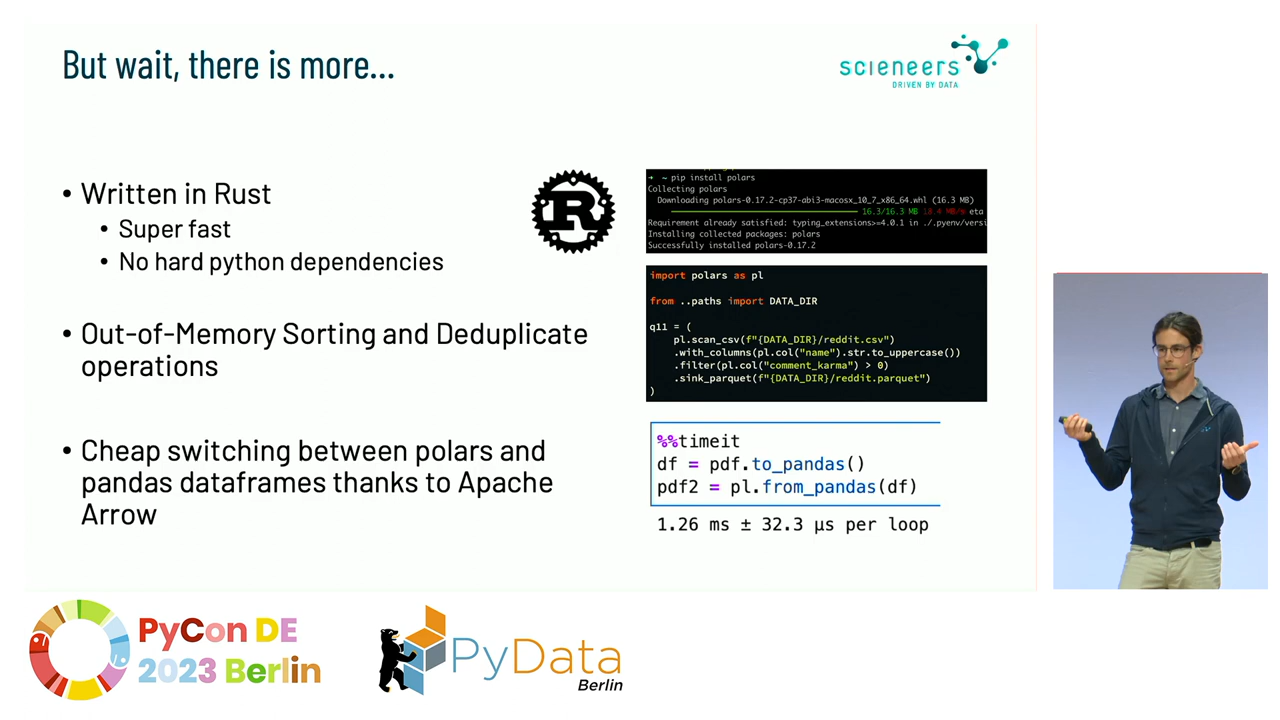 But wait, there is more...
scieneers
DRIVEN BY DATA
• Written in Rust
• Super fast
• No hard python dependencies
• Out-of-Memory Sorting and Deduplicate
operations
• Cheap switching between polars and
pandas dataframes thanks to Apache
Arrow
R
→ ~ pip install polars
Collecting polars
Downloading polars-0.17.2-cp37-abi3-macosx_10_7_x86_64.whl (16.3 MB)
16.3/16.3 MB 18.4 MB/s eta
Requirement already satisfied: typing_extensions>=4.0.1 in ./.pyenv/versi
Installing collected packages: polars
Successfully installed polars-0.17.2
import polars as pl
from ..paths import DATA_DIR
q11 = (
pl.scan_csv(f"{DATA_DIR}/reddit.csv")
.with_columns(pl.col("name").str.to_uppercase())
.filter(pl.col("comment_karma") > 0)
.sink_parquet(f"{DATA_DIR}/reddit.parquet")
)
%%timeit
df = pdf.to_pandas()
pdf2 = pl.from_pandas(df)
1.26 ms ± 32.3 µs per loop
PyCon DE
2023 Berlin
PyData
Berlin